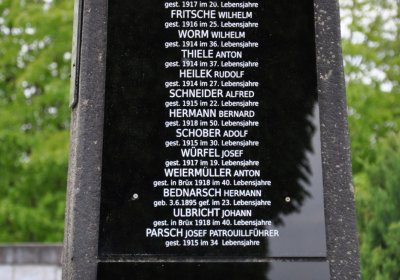 gest. 1917 im 20. Lebensjahre
FRITSCHE WILHELM
gest. 1916 im 25. Lebensjahre
WORM WILHELM
gest. 1914 im 36. Lebensjahre
THIELE ANTON
gest. 1914 im 37. Lebensjahre
HEILEK RUDOLF
gest. 1914 im 27. Lebensjahre
SCHNEIDER ALFRED
gest. 1915 im 22. Lebensjahre
HERMANN BERNARD
gest. 1918 im 50. Lebensjahre
SCHOBER ADOLF
gest. 1915 im 30. Lebensjahre
WÜRFEL JOSEF
gest. 1917 im 19. Lebensjahre
WEIERMÜLLER ANTON
gest. in Brüx 1918 im 40. Lebensjahre
BEDNARSCH HERMANN
geb. 3.6.1895 gef. im 23. Lebensjahre
ULBRICHT JOHANN
gest. in Brüx 1918 im 40. Lebensjahre
PARSCH JOSEF PATROUILLFÜHRER
gest. 1915 im 34 Lebensjahre